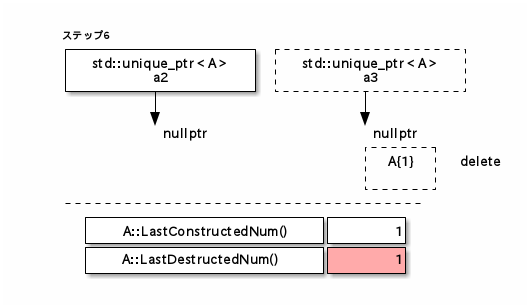 ステップ6
std::unique_ptr<A>
a2
std::unique_ptr<A>
a3
nullptr
nullptr
A{1}
delete
A::LastConstructedNum()
1
A::LastDestructedNum()
1